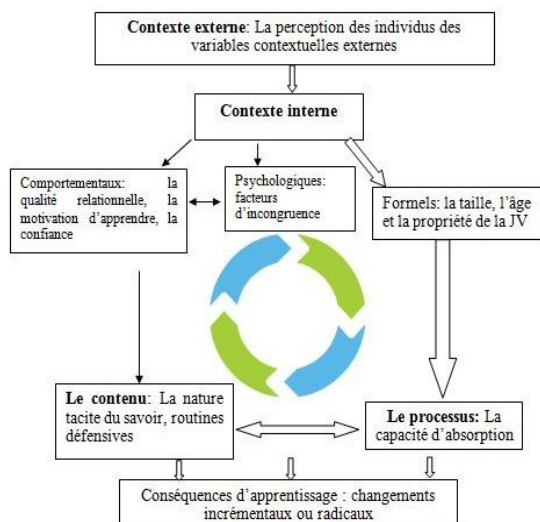 Contexte externe: La perception des individus des
variables contextuelles externes
Contexte interne
Comportementaux: la
qualité relationnelle, la
motivation d'apprendre, la
confiance
Psychologiques:
facteurs
d'incongruence
Formels: la taille, l'âge
et la propriété de la JV
Le contenu: La nature
tacite du savoir, routines
défensives
Le processus: La
capacité d'absorption
Conséquences d'apprentissage : changements
incrémentaux ou radicaux